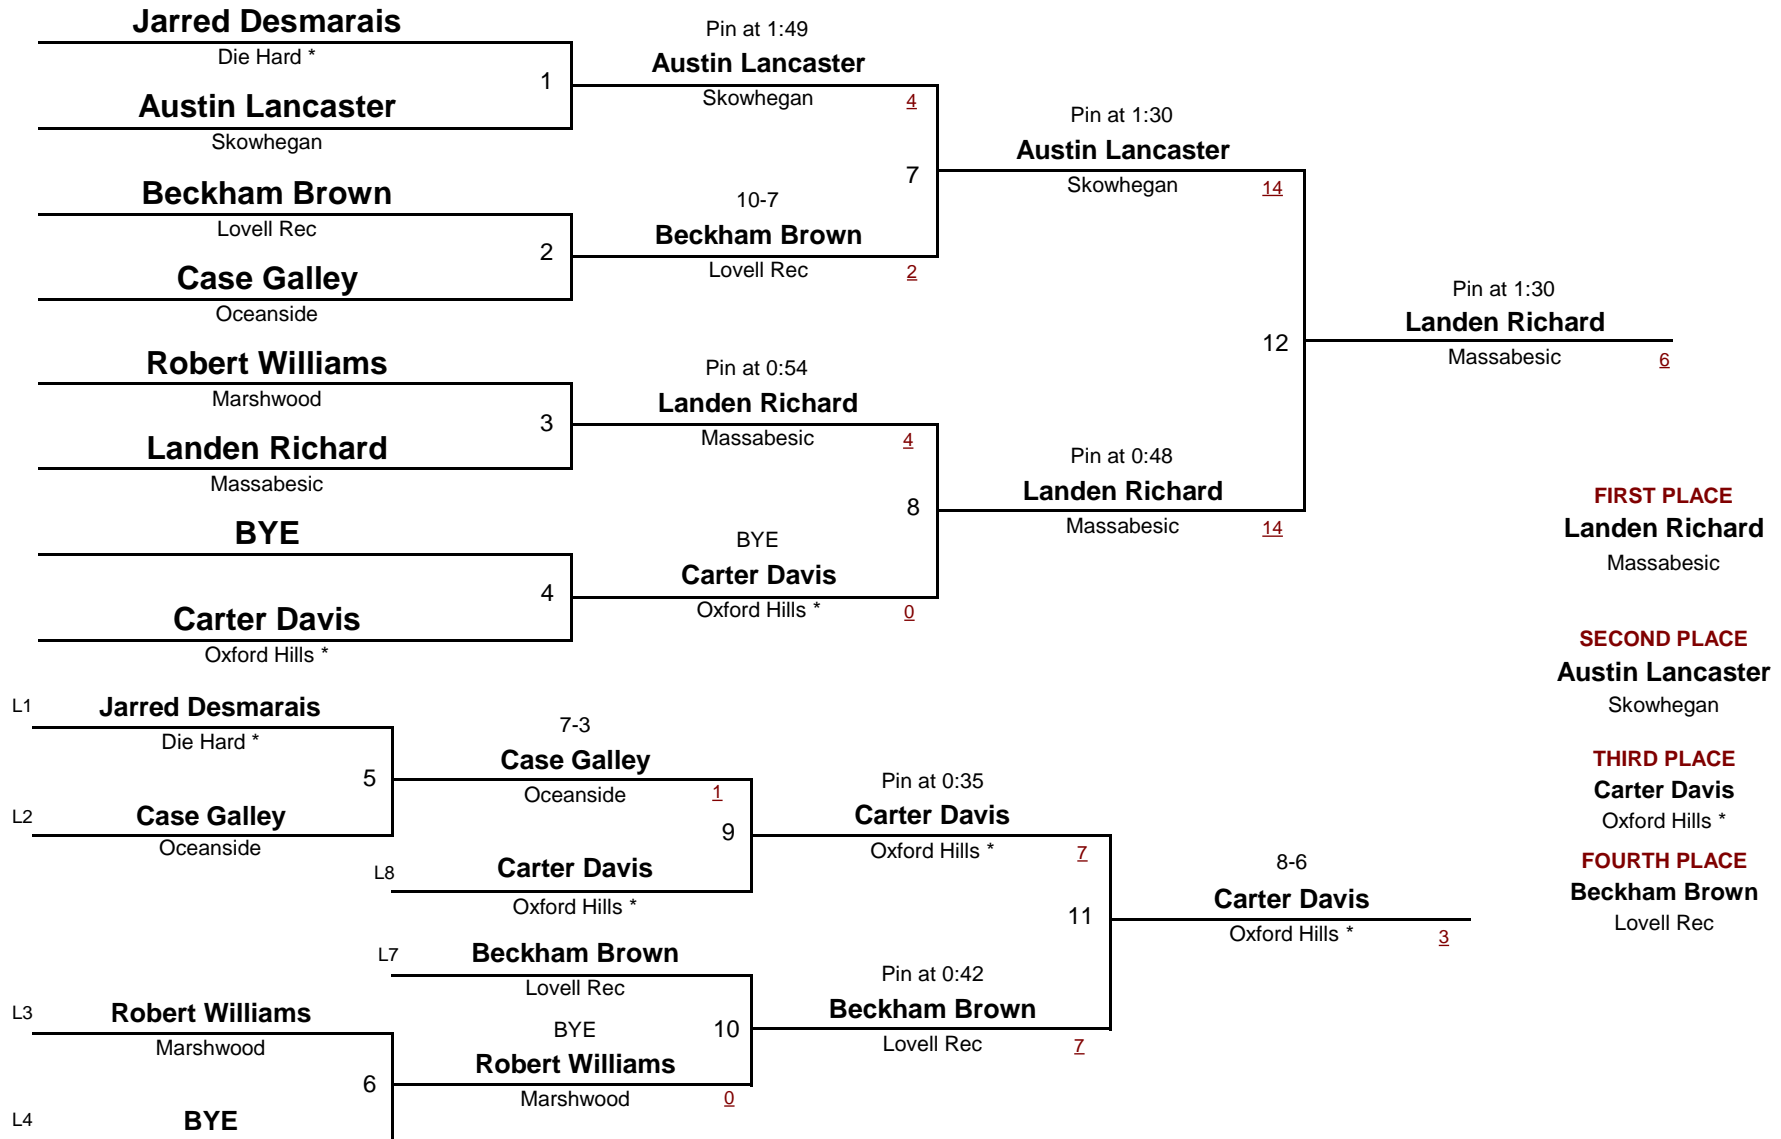 Jarred Desmarais
Die Hard *
1
Austin Lancaster
Skowhegan
Beckham Brown
Lovell Rec
2
Case Galley
Oceanside
Robert Williams
Marshwood
3
Landen Richard
Massabesic
BYE
4
Carter Davis
Oxford Hills *
Pin at 1:49
Austin Lancaster
Skowhegan 4
7
10-7
Beckham Brown
Lovell Rec 2
Pin at 0:54
Landen Richard
Massabesic 4
8
BYE
Carter Davis
Oxford Hills * 0
Pin at 1:30
Austin Lancaster
Skowhegan 14
12
Pin at 0:48
Landen Richard
Massabesic 14
Pin at 1:30
Landen Richard
Massabesic 6
FIRST PLACE
Landen Richard
Massabesic
SECOND PLACE
Austin Lancaster
Skowhegan
THIRD PLACE
Carter Davis
Oxford Hills *
FOURTH PLACE
Beckham Brown
Lovell Rec
L1 Jarred Desmarais
Die Hard *
5
L2 Case Galley
Oceanside
7-3
Case Galley
Oceanside 1
9
L8 Carter Davis
Oxford Hills *
L7 Beckham Brown
Lovell Rec
10
L3 Robert Williams
Marshwood
6
L4 BYE
BYE
Robert Williams
Marshwood 0
Pin at 0:35
Carter Davis
Oxford Hills * 7
11
Pin at 0:42
Beckham Brown
Lovell Rec 7
8-6
Carter Davis
Oxford Hills * 3